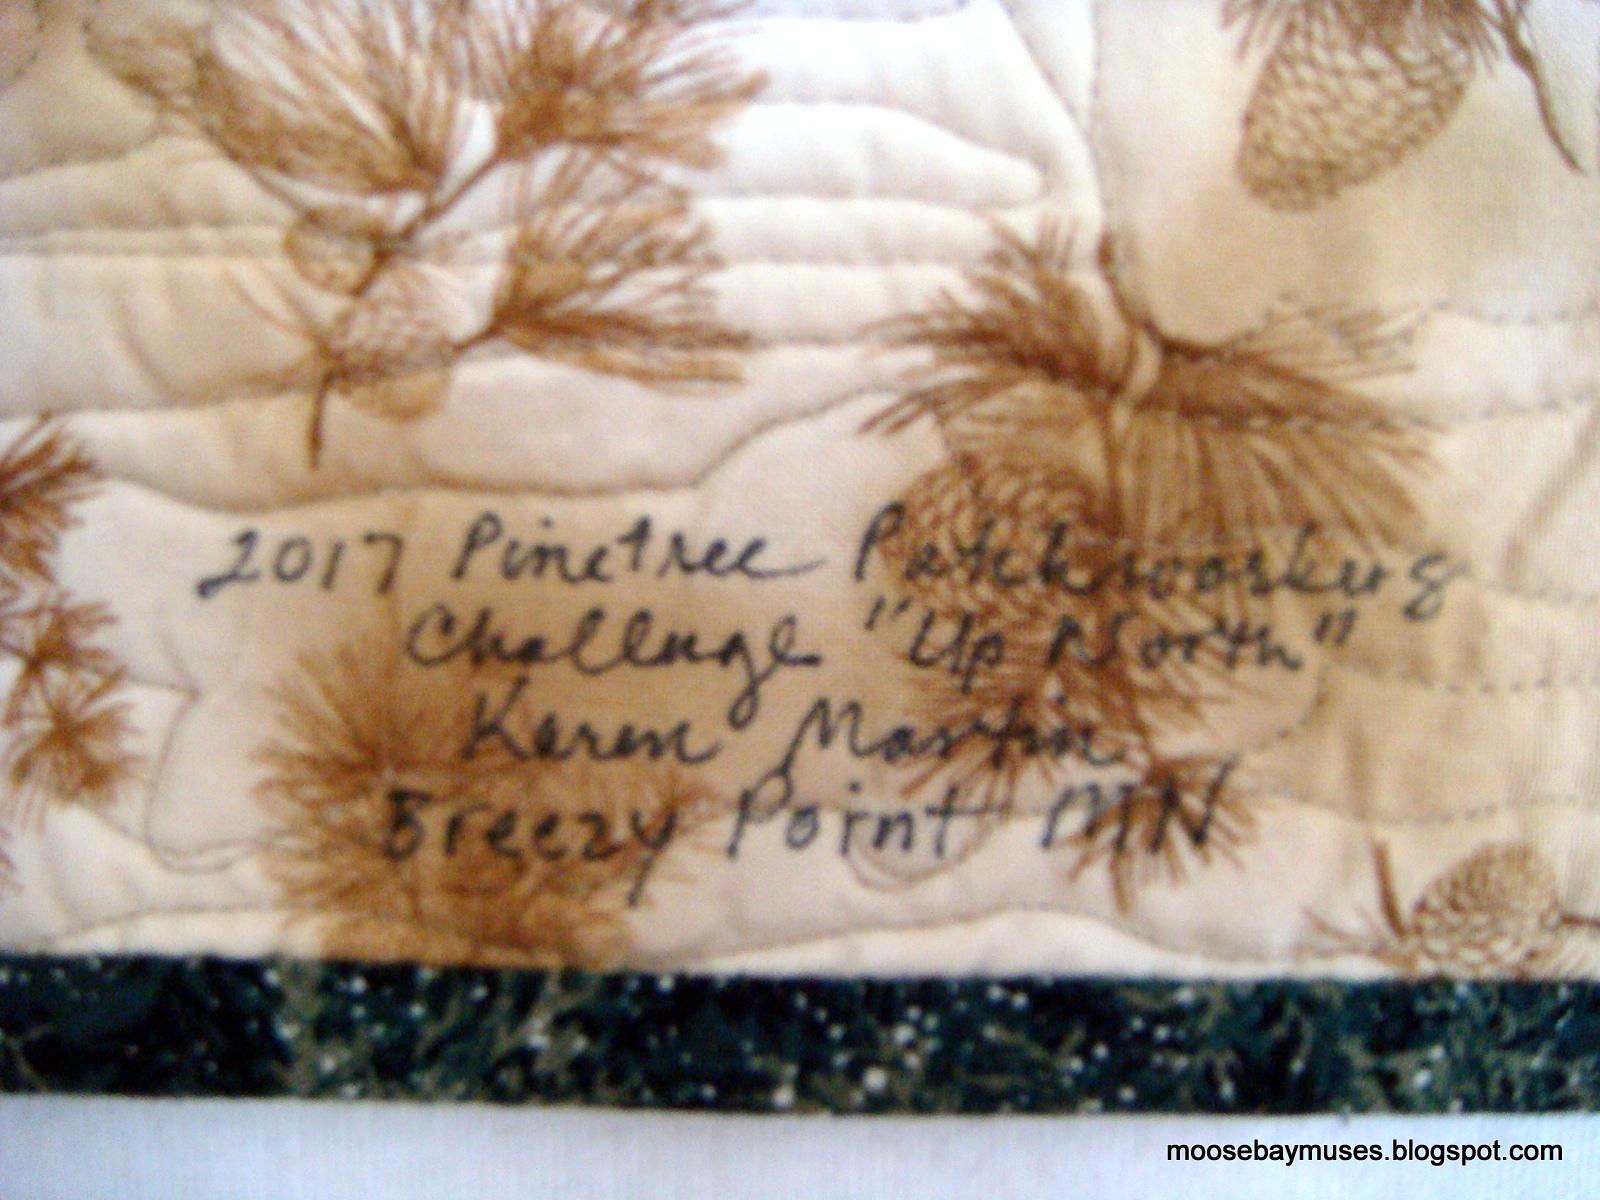 2017 Pinetree Patchworkers
Challenge "Up North"
Karen Martin
Breezy Point MN
moosebaymuses.blogspot.com